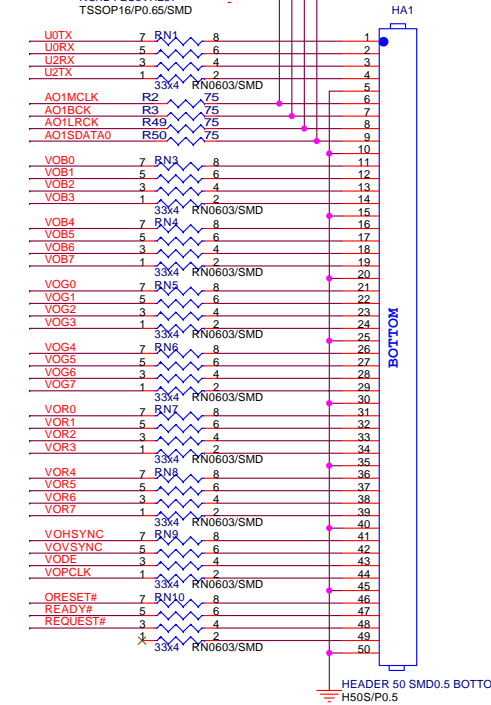 TSSOP16/P0.65/SMD
HA1
U0TX 7 RN1 8 1
U0RX 5 6 2
U2RX 3 4 3
U2TX 1 2 4
33x4 RN0603/SMD 5
AO1MCLK R2 75 6
AO1BCK R3 75 7
AO1LRCK R49 75 8
AO1SDATA0 R50 75 9
10
VOB0 7 RN3 8 11
VOB1 5 6 12
VOB2 3 4 13
VOB3 1 2 14
33x4 RN0603/SMD 15
VOB4 7 RN4 8 16
VOB5 5 6 17
VOB6 3 4 18
VOB7 1 2 19
33x4 RN0603/SMD 20
VOG0 7 RN5 8 21
VOG1 5 6 22
VOG2 3 4 23
VOG3 1 2 24
33x4 RN0603/SMD 25
VOG4 7 RN6 8 26
VOG5 5 6 27
VOG6 3 4 28
VOG7 1 2 29
33x4 RN0603/SMD 30
VOR0 7 RN7 8 31
VOR1 5 6 32
VOR2 3 4 33
VOR3 1 2 34
33x4 RN0603/SMD 35
VOR4 7 RN8 8 36
VOR5 5 6 37
VOR6 3 4 38
VOR7 1 2 39
33x4 RN0603/SMD 40
VOHSYNC 7 RN9 8 41
VOVSYNC 5 6 42
VODE 3 4 43
VOPCLK 1 2 44
33x4 RN0603/SMD 45
ORESET# 7 RN10 8 46
READY# 5 6 47
REQUEST# 3 4 48
1 2 49
33x4 RN0603/SMD 50
BOTTOM
HEADER 50 SMD0.5 BOTTO
H50S/P0.5